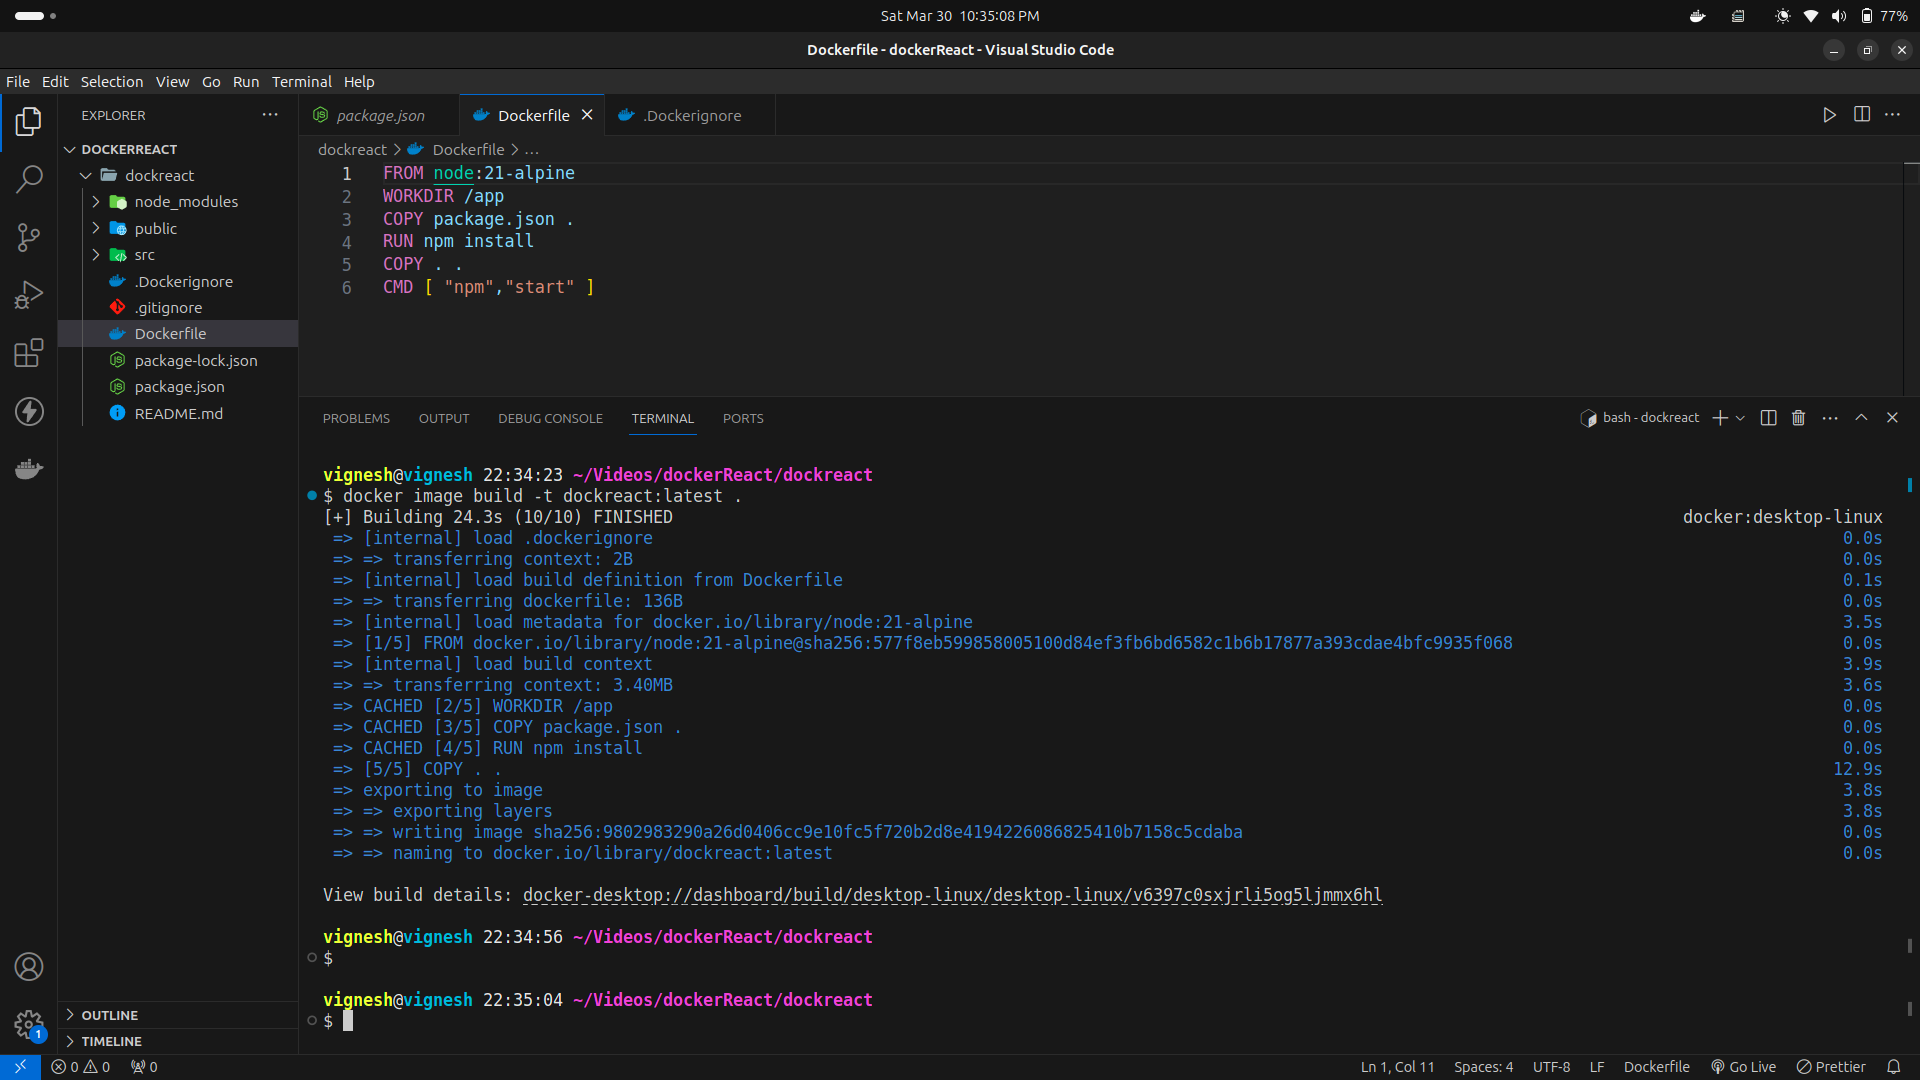 Sat Mar 30 10:35:08 PM
77%
Dockerfile - dockerReact - Visual Studio Code
File Edit Selection View Go Run Terminal Help
EXPLORER
DOCKERREACT
dockreact
node_modules
public
src
.Dockerignore
.gitignore
Dockerfile
package-lock.json
package.json
README.md
OUTLINE
TIMELINE
package.json
Dockerfile
.Dockerignore
dockreact > Dockerfile > ...
1 FROM node:21-alpine
2 WORKDIR /app
3 COPY package.json .
4 RUN npm install
5 COPY . .
6 CMD [ "npm","start" ]
PROBLEMS OUTPUT DEBUG CONSOLE TERMINAL PORTS
bash - dockreact
vignesh@vignesh 22:34:23 ~/Videos/dockerReact/dockreact
$ docker image build -t dockreact:latest .
[+] Building 24.3s (10/10) FINISHED docker:desktop-linux
=> [internal] load .dockerignore 0.0s
=> => transferring context: 2B 0.0s
=> [internal] load build definition from Dockerfile 0.1s
=> => transferring dockerfile: 136B 0.0s
=> [internal] load metadata for docker.io/library/node:21-alpine 3.5s
=> [1/5] FROM docker.io/library/node:21-alpine@sha256:577f8eb599858005100d84ef3fb6bd6582c1b6b17877a393cdae4bfc9935f068 0.0s
=> [internal] load build context 3.9s
=> => transferring context: 3.40MB 3.6s
=> CACHED [2/5] WORKDIR /app 0.0s
=> CACHED [3/5] COPY package.json . 0.0s
=> CACHED [4/5] RUN npm install 0.0s
=> [5/5] COPY . . 12.9s
=> exporting to image 3.8s
=> => exporting layers 3.8s
=> => writing image sha256:9802983290a26d0406cc9e10fc5f720b2d8e4194226086825410b7158c5cdaba 0.0s
=> => naming to docker.io/library/dockreact:latest 0.0s
View build details: docker-desktop://dashboard/build/desktop-linux/desktop-linux/v6397c0sxjrli5og5ljmmx6hl
vignesh@vignesh 22:34:56 ~/Videos/dockerReact/dockreact
$
vignesh@vignesh 22:35:04 ~/Videos/dockerReact/dockreact
$
1
0 0 0
Ln 1, Col 11 Spaces: 4 UTF-8 LF Dockerfile Go Live Prettier